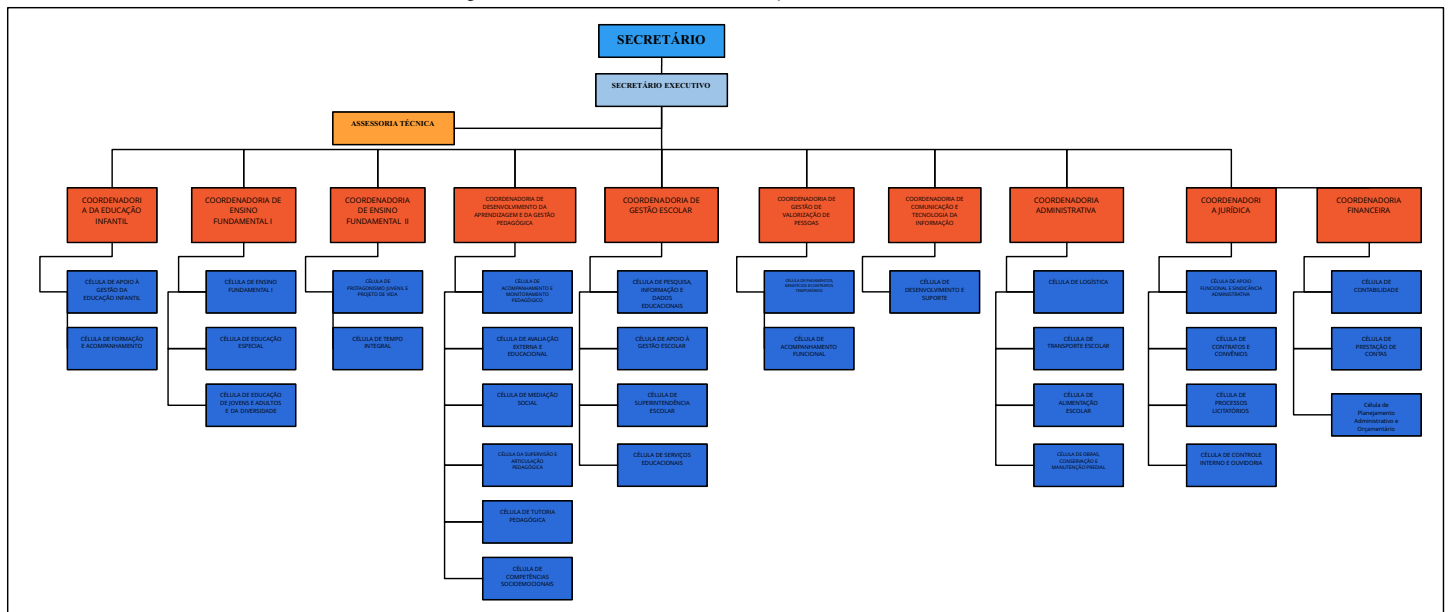 SECRETÁRIO
SECRETÁRIO EXECUTIVO
ASSESSORIA TÉCNICA
COORDENADORI
A DA EDUCAÇÃO
INFANTIL
COORDENADORIA DE
ENSINO
FUNDAMENTAL I
COORDENADORIA
DE ENSINO
FUNDAMENTAL II
COORDENADORIA DE
DESENVOLVIMENTO DA
APRENDIZAGEM E DA GESTÃO
PEDAGÓGICA
COORDENADORIA DE
GESTÃO ESCOLAR
COORDENADORIA DE
GESTÃO DE
VALORIZAÇÃO DE
PESSOAS
COORDENADORIA DE
COMUNICAÇÃO E
TECNOLOGIA DA
INFORMAÇÃO
COORDENADORIA
ADMINISTRATIVA
COORDENADORI
A JURÍDICA
COORDENADORIA
FINANCEIRA
CÉLULA DE APOIO À
GESTÃO DA
EDUCAÇÃO INFANTIL
CÉLULA DE FORMAÇÃO
E ACOMPANHAMENTO
CÉLULA DE ENSINO
FUNDAMENTAL I
CÉLULA DE EDUCAÇÃO
ESPECIAL
CÉLULA DE EDUCAÇÃO
DE JOVENS E ADULTOS
E DA DIVERSIDADE
CÉLULA DE
PROTAGONISMO JUVENIL E
PROJETO DE VIDA
CÉLULA DE TEMPO
INTEGRAL
CÉLULA DE
ACOMPANHAMENTO E
MONITORAMENTO
PEDAGÓGICO
CÉLULA DE AVALIAÇÃO
EXTERNA E
EDUCACIONAL
CÉLULA DE MEDIAÇÃO
SOCIAL
CÉLULA DA SUPERVISÃO E
ARTICULAÇÃO
PEDAGÓGICA
CÉLULA DE TUTORIA
PEDAGÓGICA
CÉLULA DE
COMPETÊNCIAS
SOCIOEMOCIONAIS
CÉLULA DE PESQUISA,
INFORMAÇÃO E
DADOS
EDUCACIONAIS
CÉLULA DE APOIO À
GESTÃO ESCOLAR
CÉLULA DE
SUPERINTENDÊNCIA
ESCOLAR
CÉLULA DE SERVIÇOS
EDUCACIONAIS
CÉLULA DE PAGAMENTOS,
BENEFÍCIOS E CONTRATOS
TEMPORÁRIOS
CÉLULA DE
ACOMPANHAMENTO
FUNCIONAL
CÉLULA DE
DESENVOLVIMENTO E
SUPORTE
CÉLULA DE LOGÍSTICA
CÉLULA DE
TRANSPORTE ESCOLAR
CÉLULA DE
ALIMENTAÇÃO
ESCOLAR
CÉLULA DE OBRAS,
CONSERVAÇÃO E
MANUTENÇÃO PREDIAL
CÉLULA DE APOIO
FUNCIONAL E SINDICÂNCIA
ADMINISTRATIVA
CÉLULA DE
CONTRATOS E
CONVÊNIOS
CÉLULA DE
PROCESSOS
LICITATÓRIOS
CÉLULA DE CONTROLE
INTERNO E OUVIDORIA
CÉLULA DE
CONTABILIDADE
CÉLULA DE
PRESTAÇÃO DE
CONTAS
Célula de
Planejamento
Administrativo e
Orçamentário